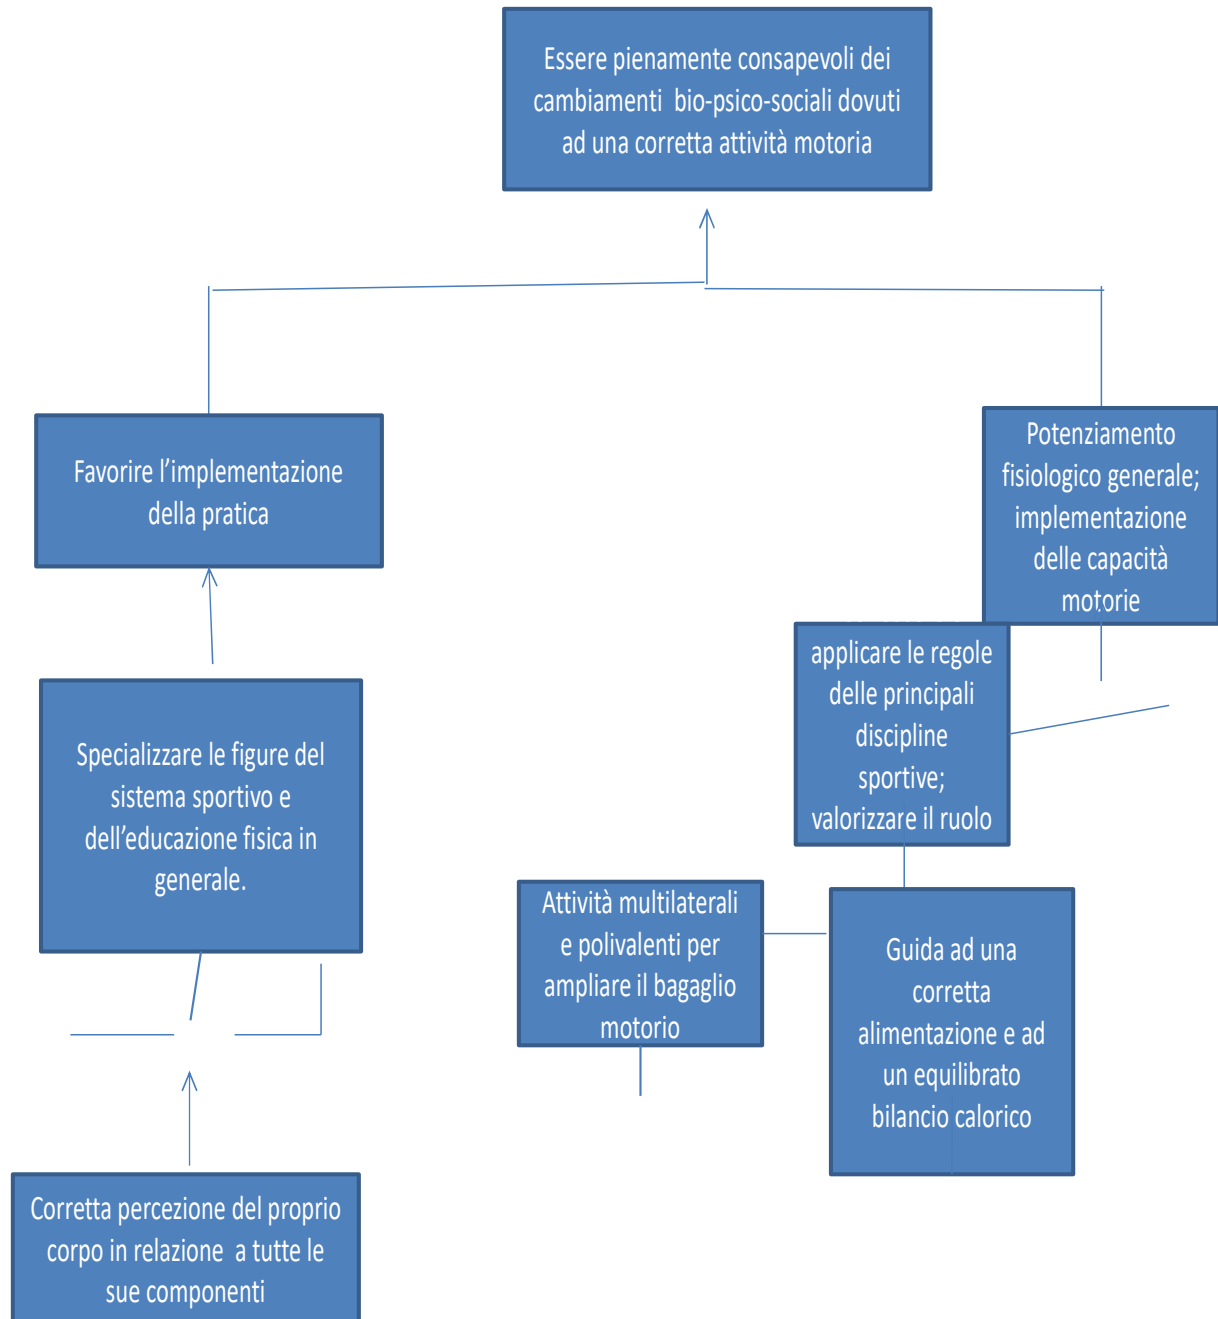 Essere pienamente consapevoli dei
cambiamenti bio-psico-sociali dovuti
ad una corretta attività motoria
Favorire l’implementazione
della pratica
Potenziamento
fisiologico generale;
implementazione
delle capacità
motorie
applicare le regole
delle principali
discipline
sportive;
valorizzare il ruolo
Specializzare le figure del
sistema sportivo e
dell’educazione fisica in
generale.
Attività multilaterali
e polivalenti per
ampliare il bagaglio
motorio
Guida ad una
corretta
alimentazione e ad
un equilibrato
bilancio calorico
Corretta percezione del proprio
corpo in relazione a tutte le
sue componenti